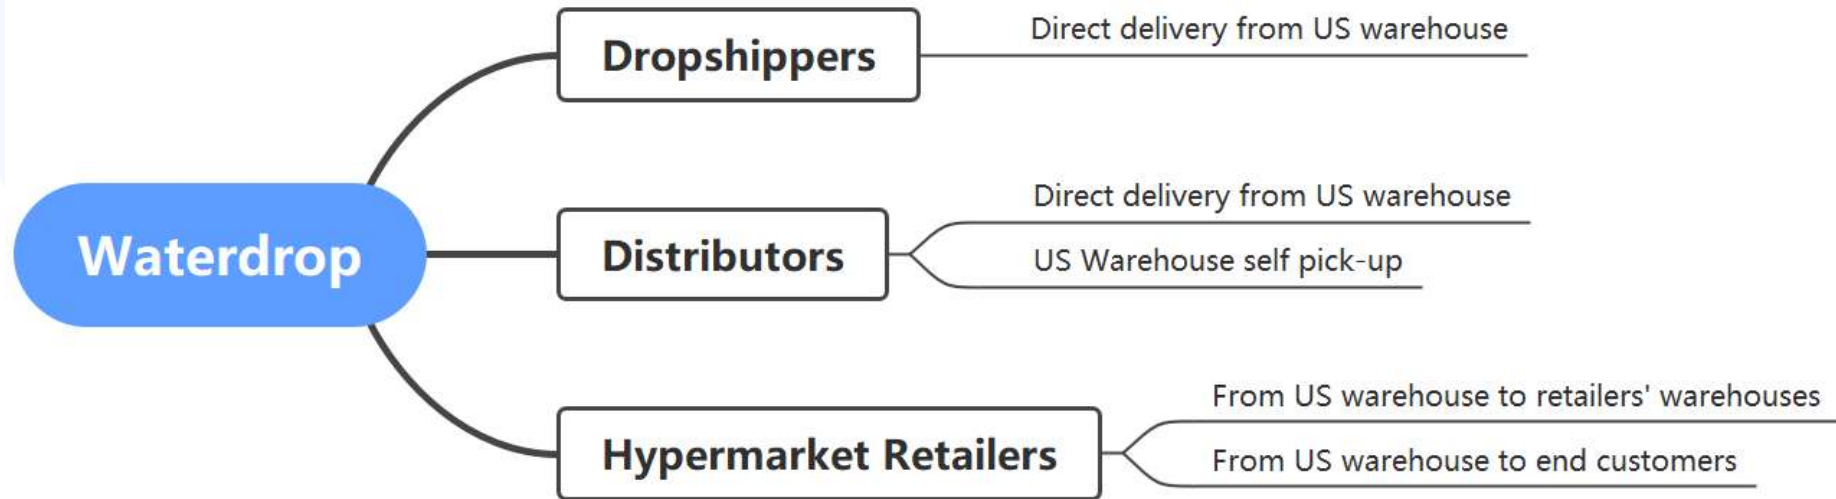 Waterdrop
Dropshippers
Direct delivery from US warehouse
Distributors
Direct delivery from US warehouse
US Warehouse self pick-up
Hypermarket Retailers
From US warehouse to retailers' warehouses
From US warehouse to end customers